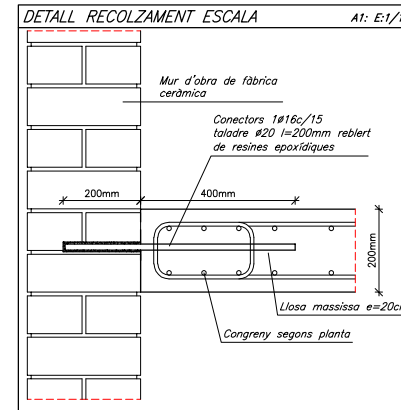 DETALL RECOLZAMENT ESCALA
A1: E:1/1
Mur d'obra de fàbrica
ceràmica
Conectors 1ø16c/15
taladre ø20 l=200mm reblert
de resines epoxídiques
200mm
400mm
200mm
Llosa massissa e=20c
Congreny segons planta